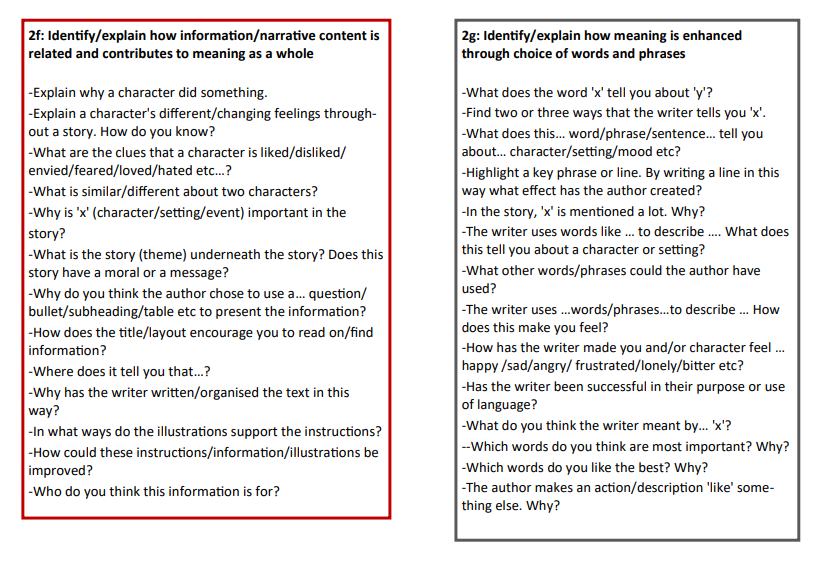 2f: Identify/explain how information/narrative content is
related and contributes to meaning as a whole
-Explain why a character did something.
-Explain a character's different/changing feelings through-
out a story. How do you know?
-What are the clues that a character is liked/disliked/
envied/feared/loved/hated etc…?
-What is similar/different about two characters?
-Why is 'x' (character/setting/event) important in the
story?
-What is the story (theme) underneath the story? Does this
story have a moral or a message?
-Why do you think the author chose to use a… question/
bullet/subheading/table etc to present the information?
-How does the title/layout encourage you to read on/find
information?
-Where does it tell you that…?
-Why has the writer written/organised the text in this
way?
-In what ways do the illustrations support the instructions?
-How could these instructions/information/illustrations be
improved?
-Who do you think this information is for?
2g: Identify/explain how meaning is enhanced
through choice of words and phrases
-What does the word 'x' tell you about 'y'?
-Find two or three ways that the writer tells you 'x'.
-What does this… word/phrase/sentence… tell you
about… character/setting/mood etc?
-Highlight a key phrase or line. By writing a line in this
way what effect has the author created?
-In the story, 'x' is mentioned a lot. Why?
-The writer uses words like … to describe …. What does
this tell you about a character or setting?
-What other words/phrases could the author have
used?
-The writer uses …words/phrases…to describe … How
does this make you feel?
-How has the writer made you and/or character feel …
happy /sad/angry/ frustrated/lonely/bitter etc?
-Has the writer been successful in their purpose or use
of language?
-What do you think the writer meant by… 'x'?
--Which words do you think are most important? Why?
-Which words do you like the best? Why?
-The author makes an action/description 'like' some-
thing else. Why?